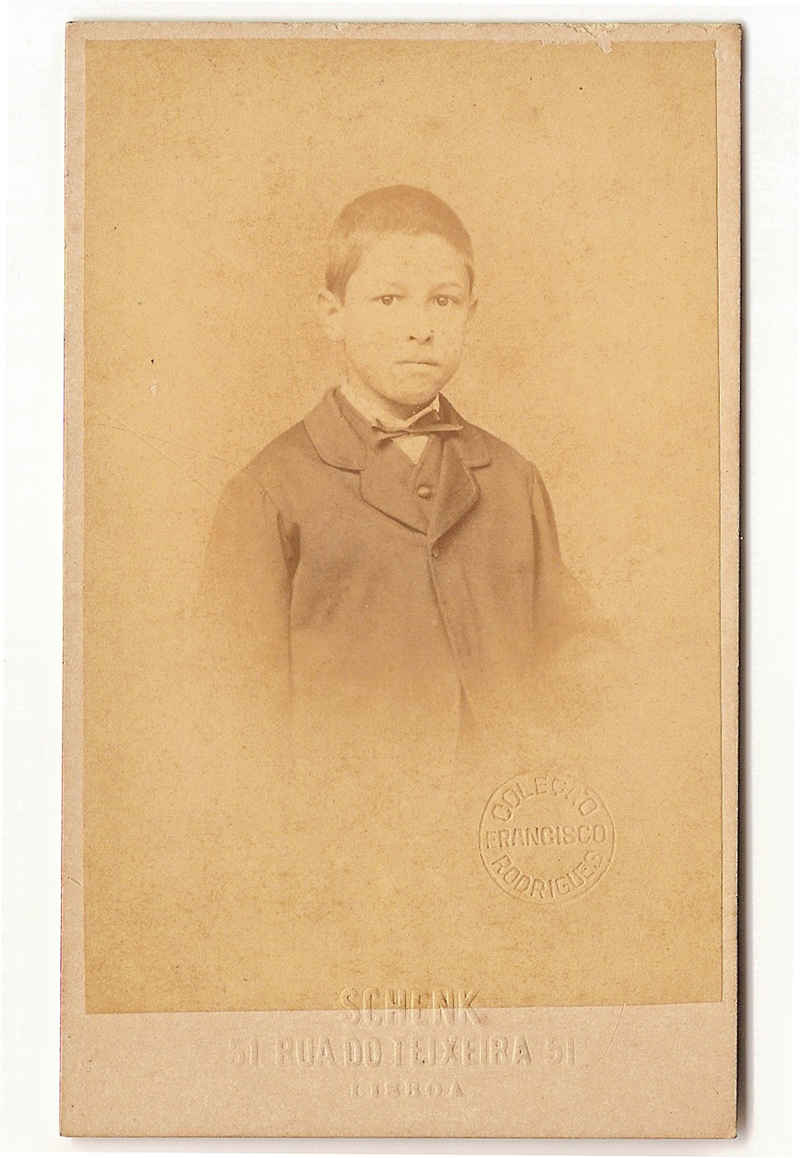 COLEÇÃO
FRANCISCO
RODRIGUES
SCHENK
51 RUA DO TEIXEIRA 51
LISBOA